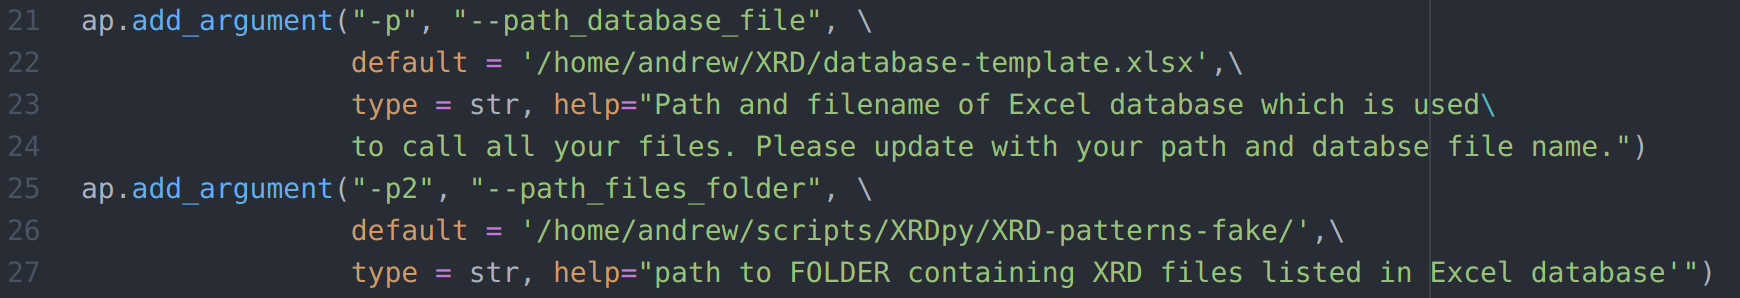 21 ap.add_argument("-p", "--path_database_file", \
22 default = '/home/andrew/XRD/database-template.xlsx',\
23 type = str, help="Path and filename of Excel database which is used\
24 to call all your files. Please update with your path and databse file name.")
25 ap.add_argument("-p2", "--path_files_folder", \
26 default = '/home/andrew/scripts/XRDpy/XRD-patterns-fake/',\
27 type = str, help="path to FOLDER containing XRD files listed in Excel database'")